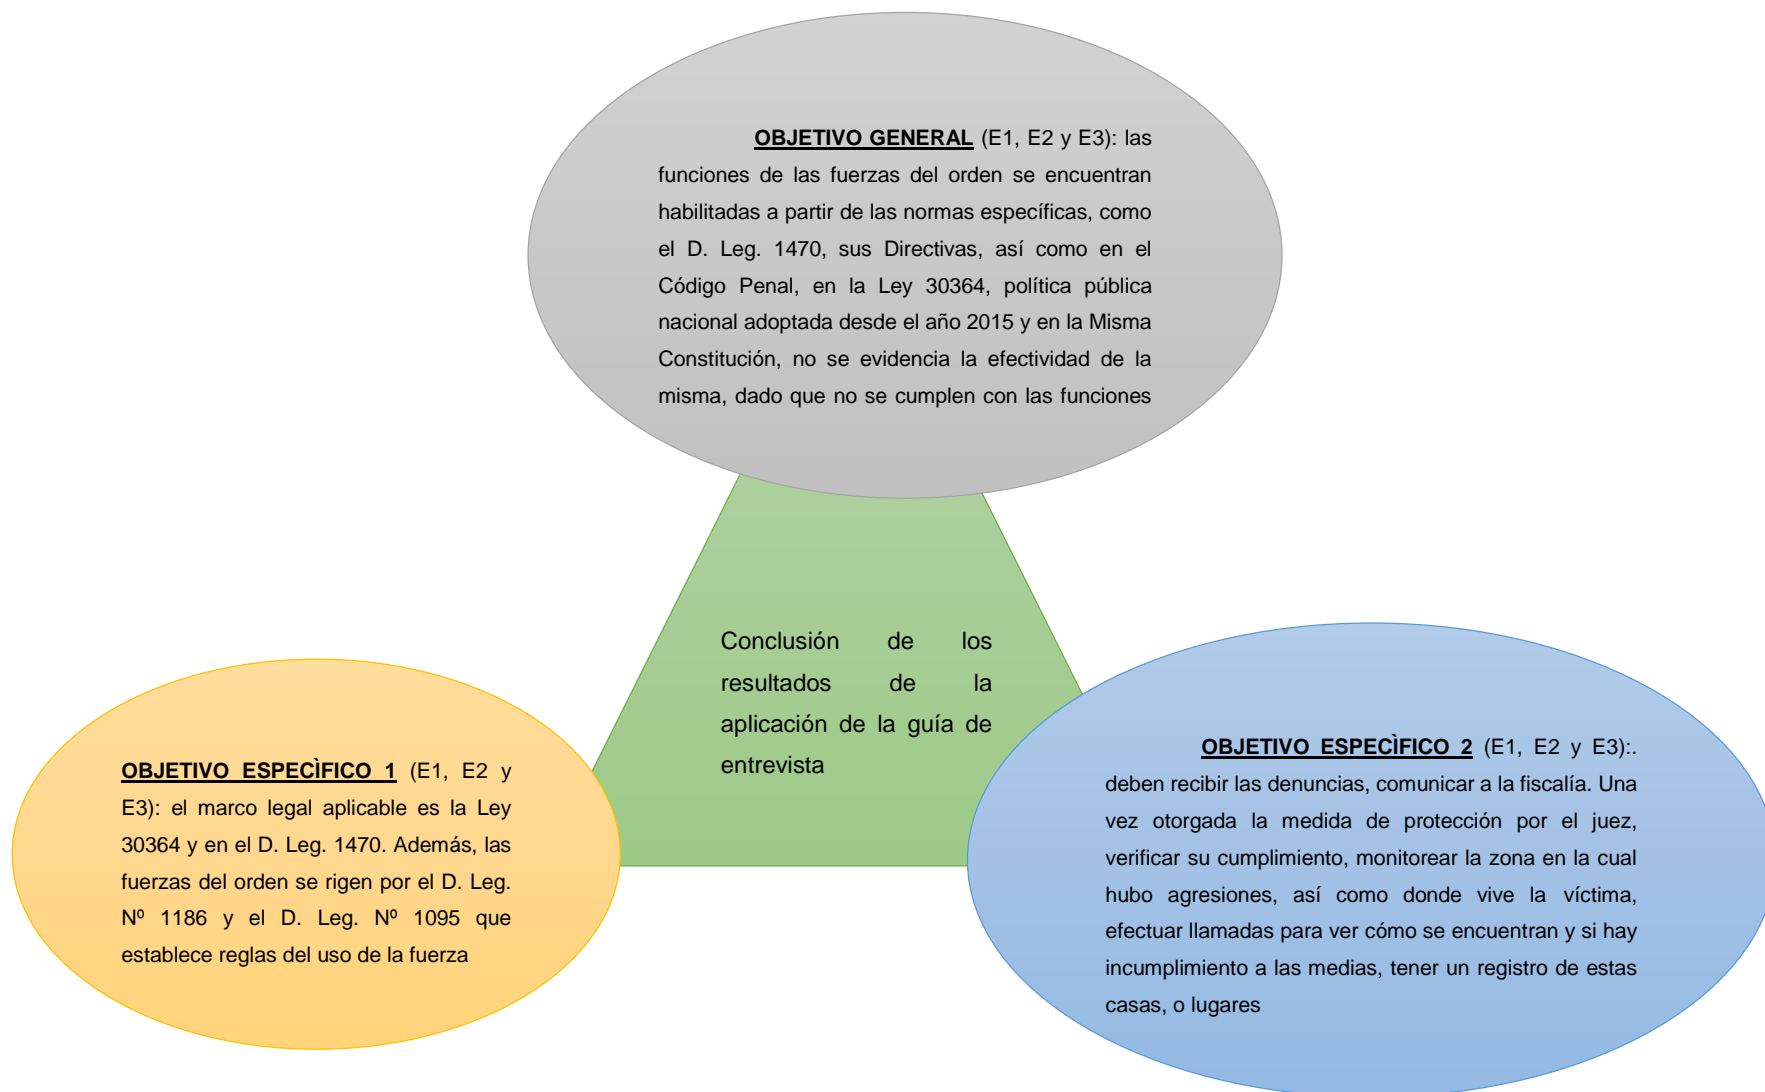 OBJETIVO GENERAL (E1, E2 y E3): las
funciones de las fuerzas del orden se encuentran
habilitadas a partir de las normas específicas, como
el D. Leg. 1470, sus Directivas, así como en el
Código Penal, en la Ley 30364, política pública
nacional adoptada desde el año 2015 y en la Misma
Constitución, no se evidencia la efectividad de la
misma, dado que no se cumplen con las funciones
Conclusión de los
resultados de la
aplicación de la guía de
entrevista
OBJETIVO ESPECÌFICO 1 (E1, E2 y
E3): el marco legal aplicable es la Ley
30364 y en el D. Leg. 1470. Además, las
fuerzas del orden se rigen por el D. Leg.
Nº 1186 y el D. Leg. Nº 1095 que
establece reglas del uso de la fuerza
OBJETIVO ESPECÌFICO 2 (E1, E2 y E3):.
deben recibir las denuncias, comunicar a la fiscalía. Una
vez otorgada la medida de protección por el juez,
verificar su cumplimiento, monitorear la zona en la cual
hubo agresiones, así como donde vive la víctima,
efectuar llamadas para ver cómo se encuentran y si hay
incumplimiento a las medias, tener un registro de estas
casas, o lugares